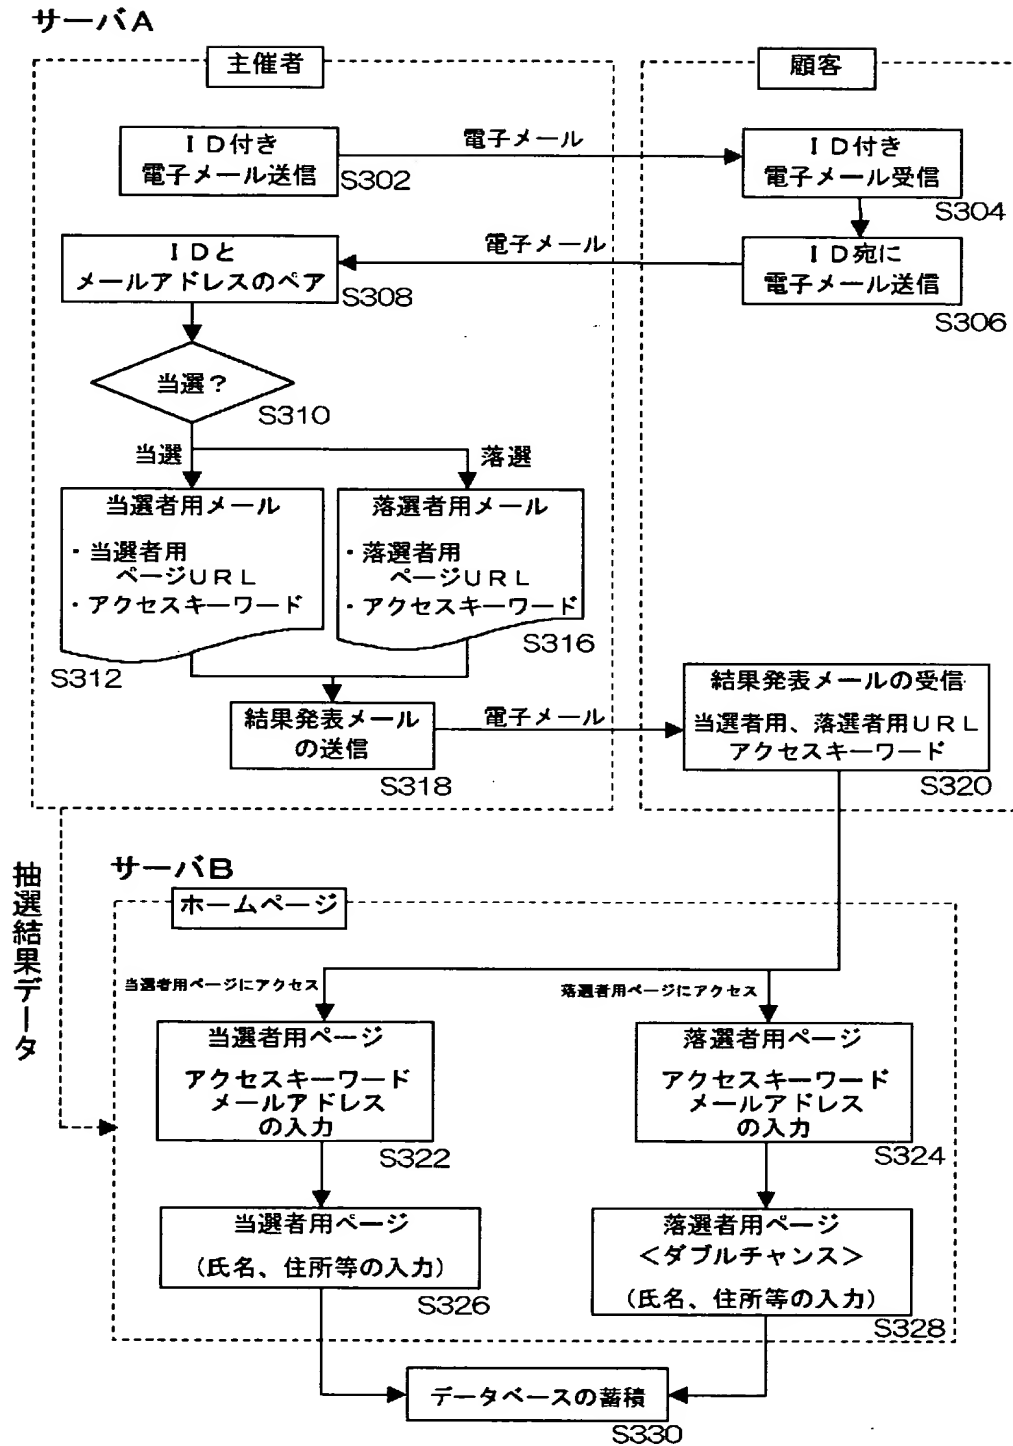 サーバA
主催者
顧客
ID付き
電子メール送信
S302
電子メール
ID付き
電子メール受信
S304
IDと
メールアドレスのペア
S308
電子メール
ID宛に
電子メール送信
S306
当選?
S310
当選
落選
当選者用メール
・当選者用
ページURL
・アクセスキーワード
S312
落選者用メール
・落選者用
ページURL
・アクセスキーワード
S316
結果発表メール
の送信
S318
電子メール
結果発表メールの受信
当選者用、落選者用URL
アクセスキーワード
S320
抽選結果データ
サーバB
ホームページ
当選者用ページにアクセス
落選者用ページにアクセス
当選者用ページ
アクセスキーワード
メールアドレス
の入力
S322
落選者用ページ
アクセスキーワード
メールアドレス
の入力
S324
当選者用ページ
(氏名、住所等の入力)
S326
落選者用ページ
<ダブルチャンス>
(氏名、住所等の入力)
S328
データベースの蓄積
S330